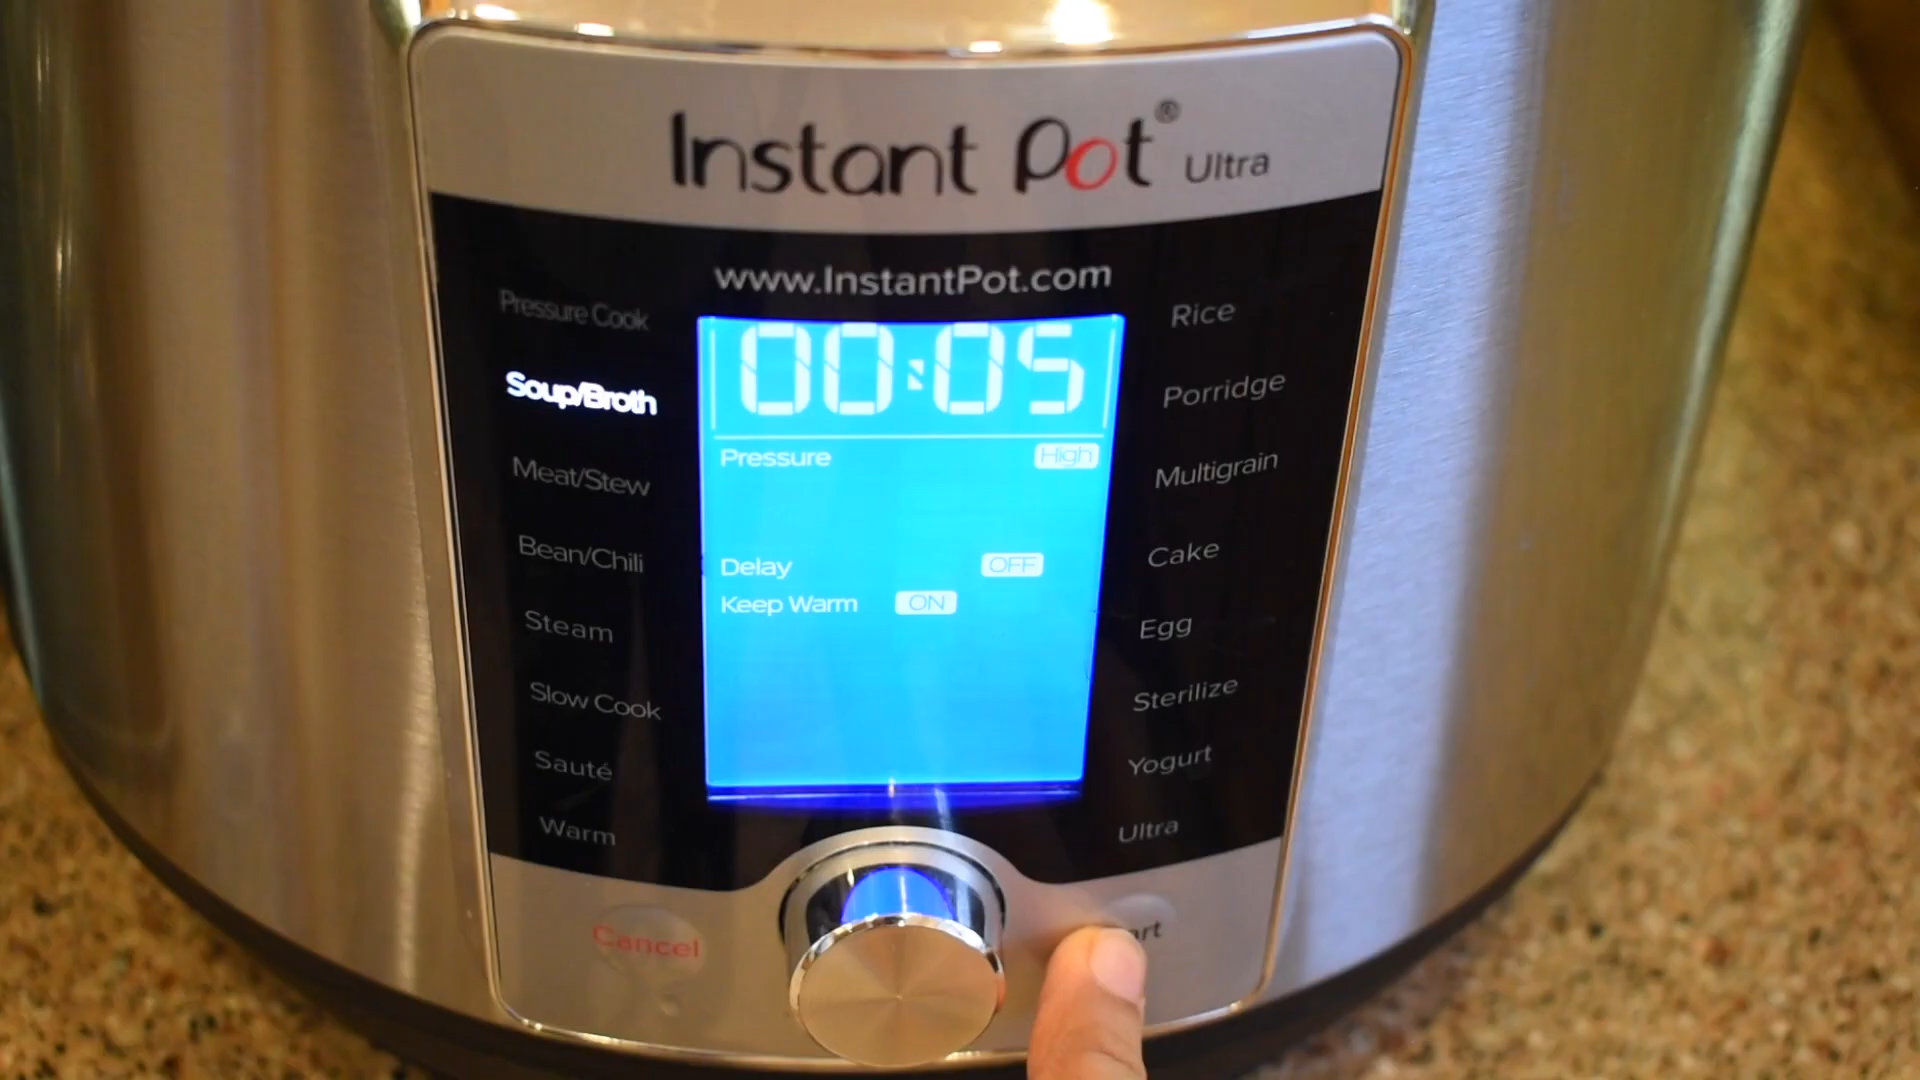 Instant Pot® Ultra
www.InstantPot.com
Pressure Cook
Soup/Broth
Meat/Stew
Bean/Chili
Steam
Slow Cook
Sauté
Warm
00:05
Pressure High
Delay OFF
Keep Warm ON
Rice
Porridge
Multigrain
Cake
Egg
Sterilize
Yogurt
Ultra
Cancel